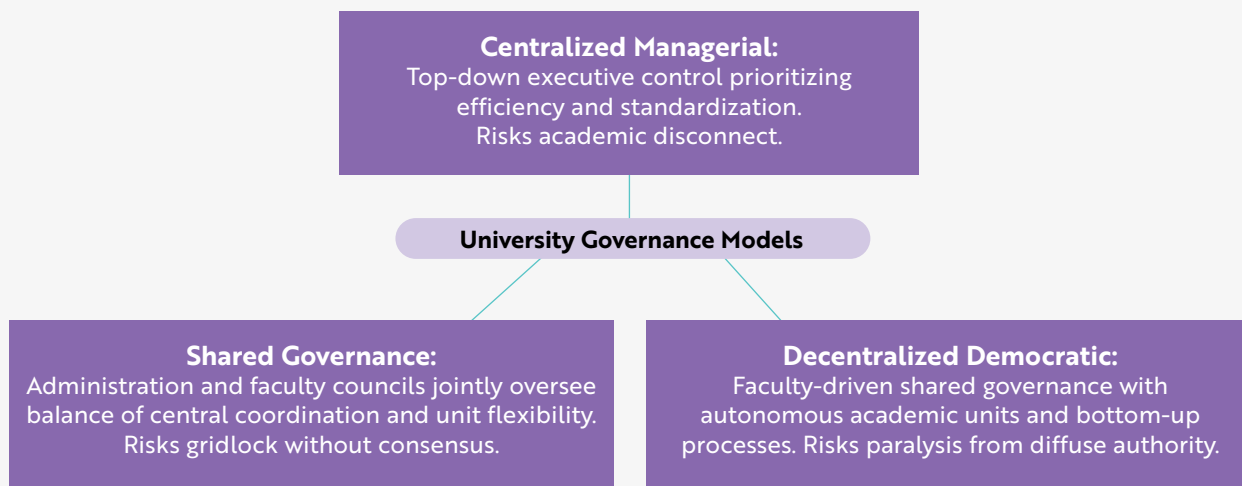 Centralized Managerial:
Top-down executive control prioritizing
efficiency and standardization.
Risks academic disconnect.
University Governance Models
Shared Governance:
Administration and faculty councils jointly oversee
balance of central coordination and unit flexibility.
Risks gridlock without consensus.
Decentralized Democratic:
Faculty-driven shared governance with
autonomous academic units and bottom-up
processes. Risks paralysis from diffuse authority.